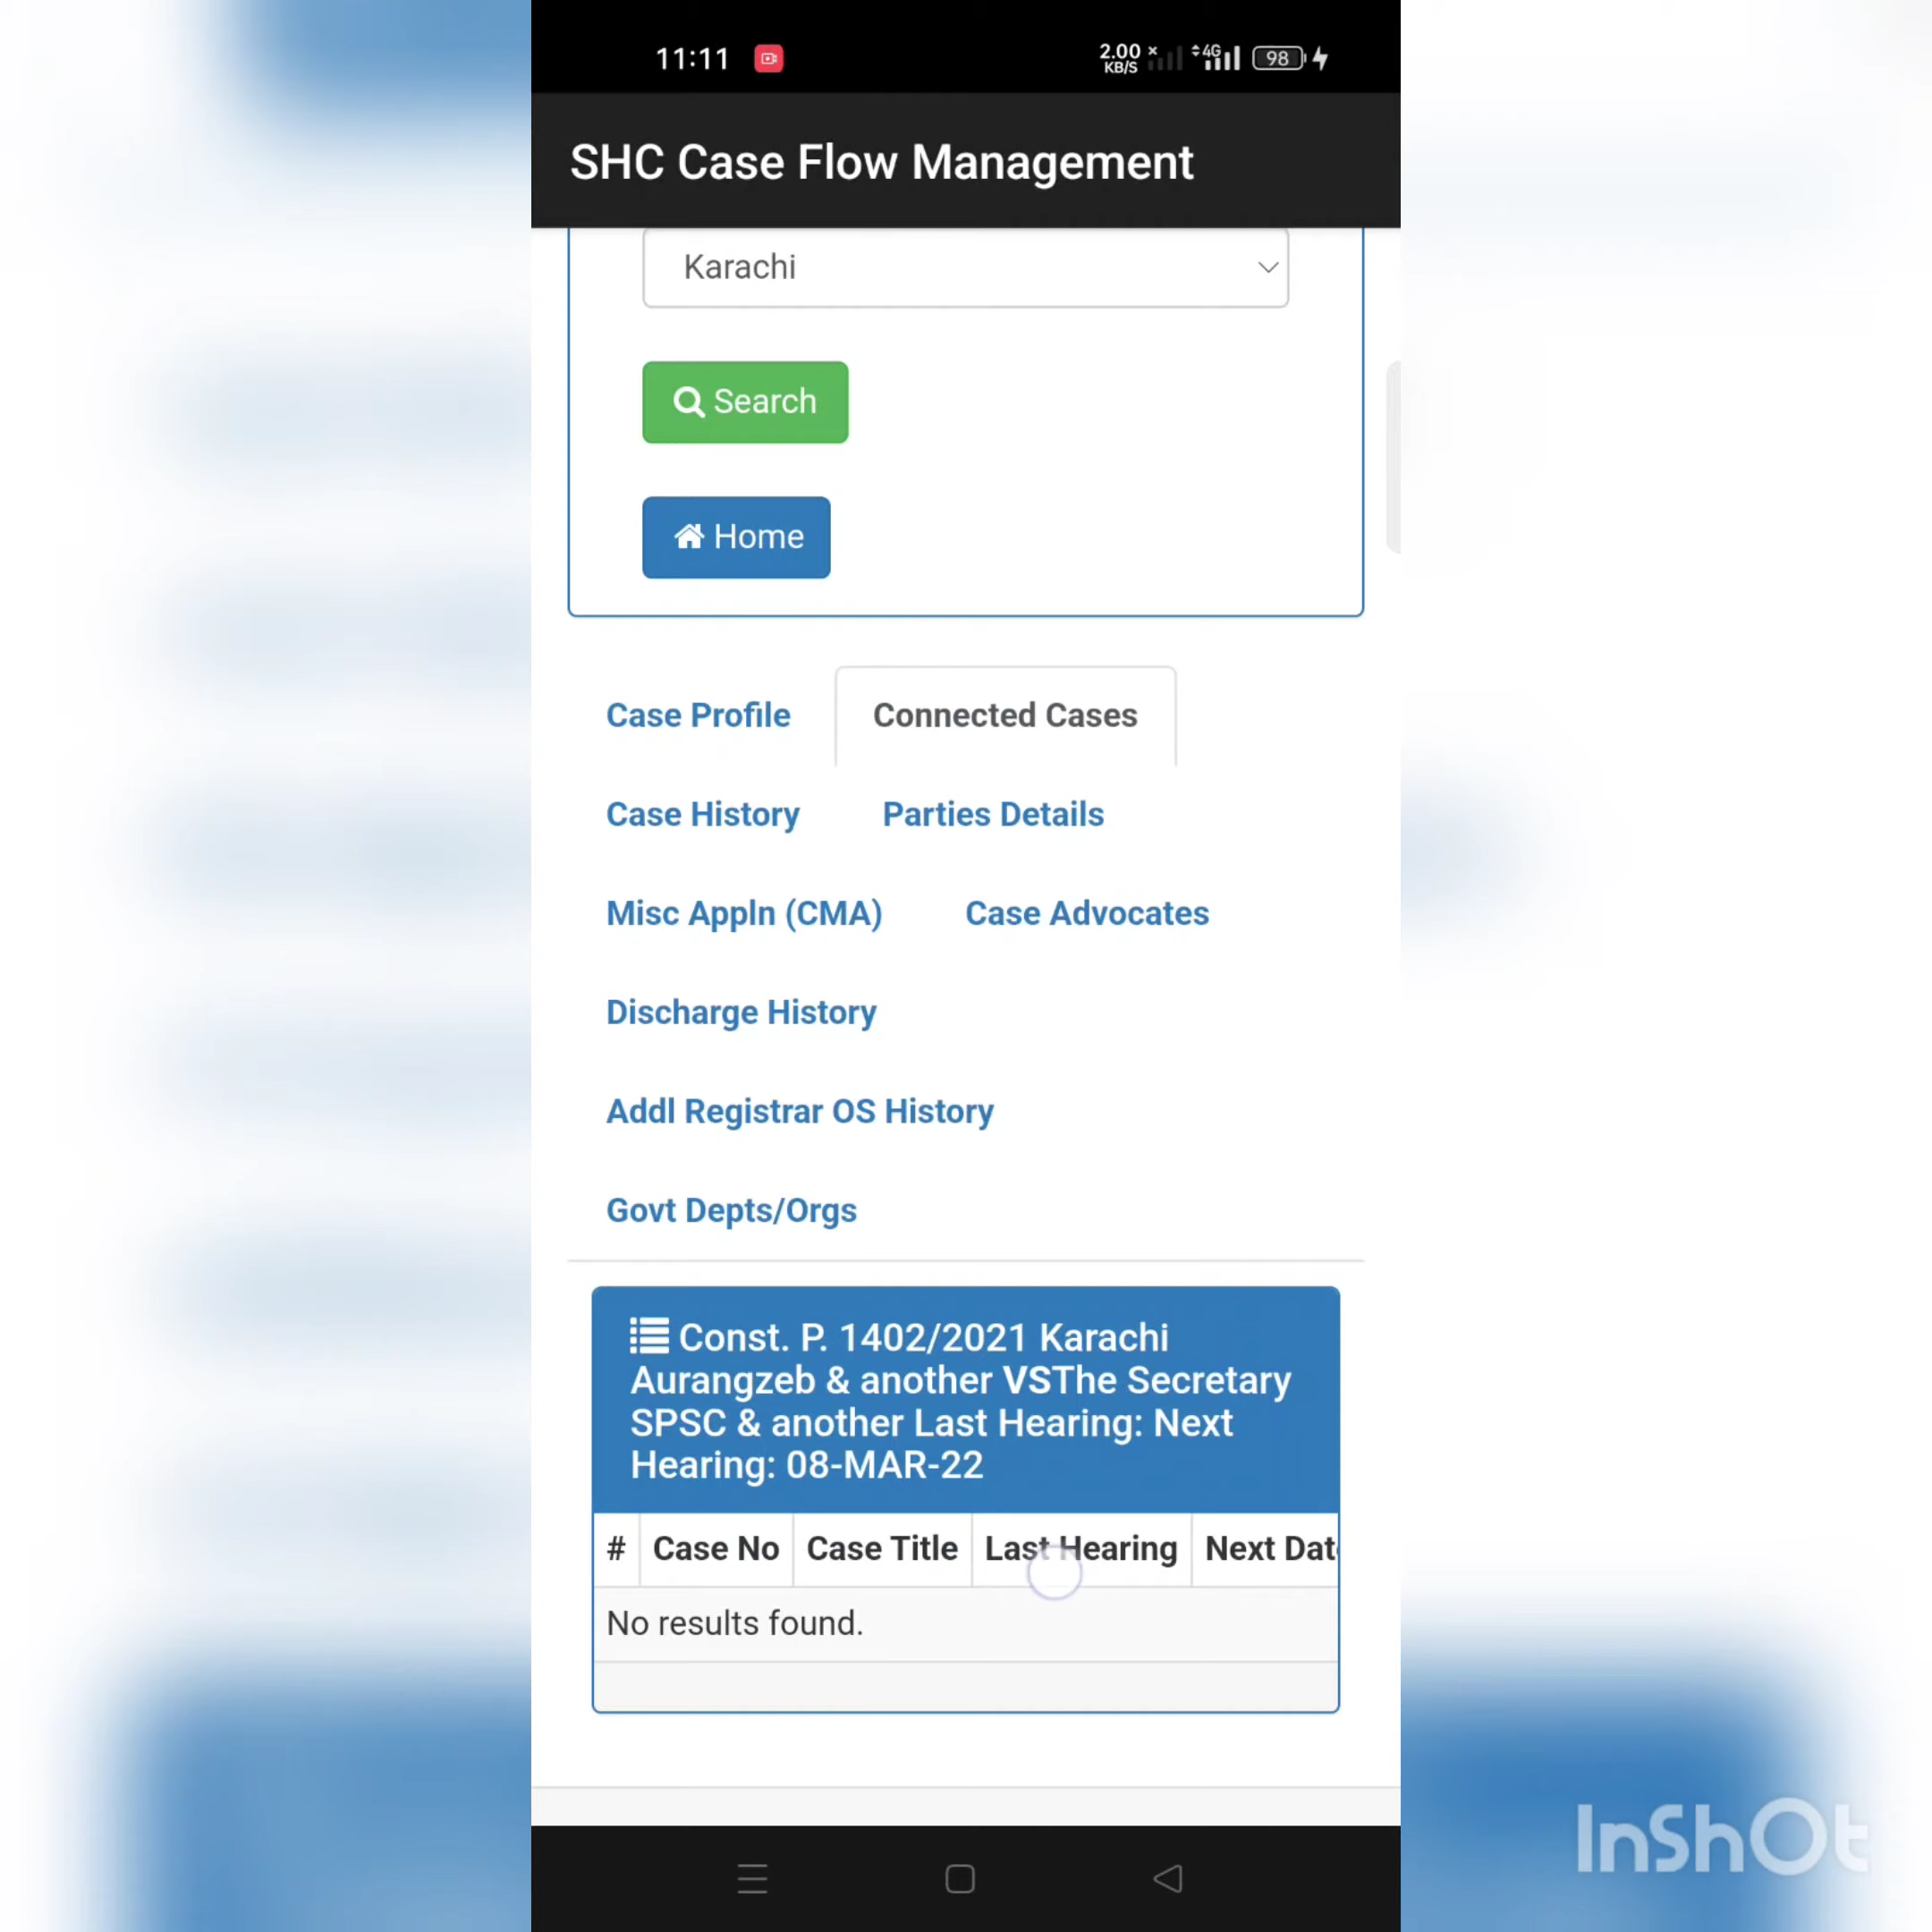 11:11
2.00
KB/S
4G
98
SHC Case Flow Management
Karachi
Search
Home
Case Profile
Connected Cases
Case History
Parties Details
Misc Appln (CMA)
Case Advocates
Discharge History
Addl Registrar OS History
Govt Depts/Orgs
Const. P. 1402/2021 Karachi
Aurangzeb & another VSThe Secretary
SPSC & another Last Hearing: Next
Hearing: 08-MAR-22
# Case No Case Title Last Hearing Next Dat
No results found.
InShOt